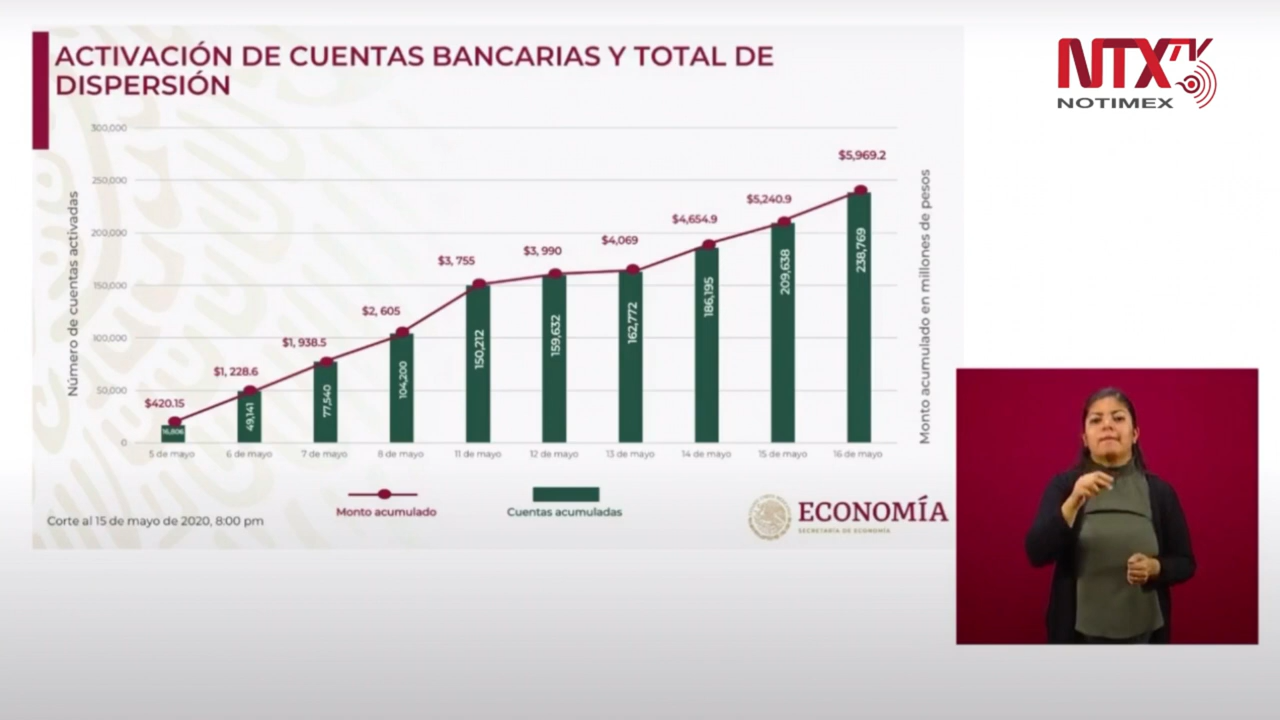 ACTIVACIÓN DE CUENTAS BANCARIAS Y TOTAL DE
DISPERSIÓN
NTX TV
NOTIMEX
Número de cuentas activadas
300,000
250,000
200,000
150,000
100,000
50,000
0
$420.15
$1, 228.6
$1, 938.5
$2, 605
$3, 755
$3, 990
$4,069
$4,654.9
$5,240.9
$5,969.2
49,141
77,540
104,200
150,212
159,632
162,772
186,195
209,638
238,769
5 de mayo
6 de mayo
7 de mayo
8 de mayo
11 de mayo
12 de mayo
13 de mayo
14 de mayo
15 de mayo
16 de mayo
Monto acumulado en millones de pesos
Monto acumulado
Cuentas acumuladas
Corte al 15 de mayo de 2020, 8:00 pm
ECONOMÍA
SECRETARÍA DE ECONOMÍA